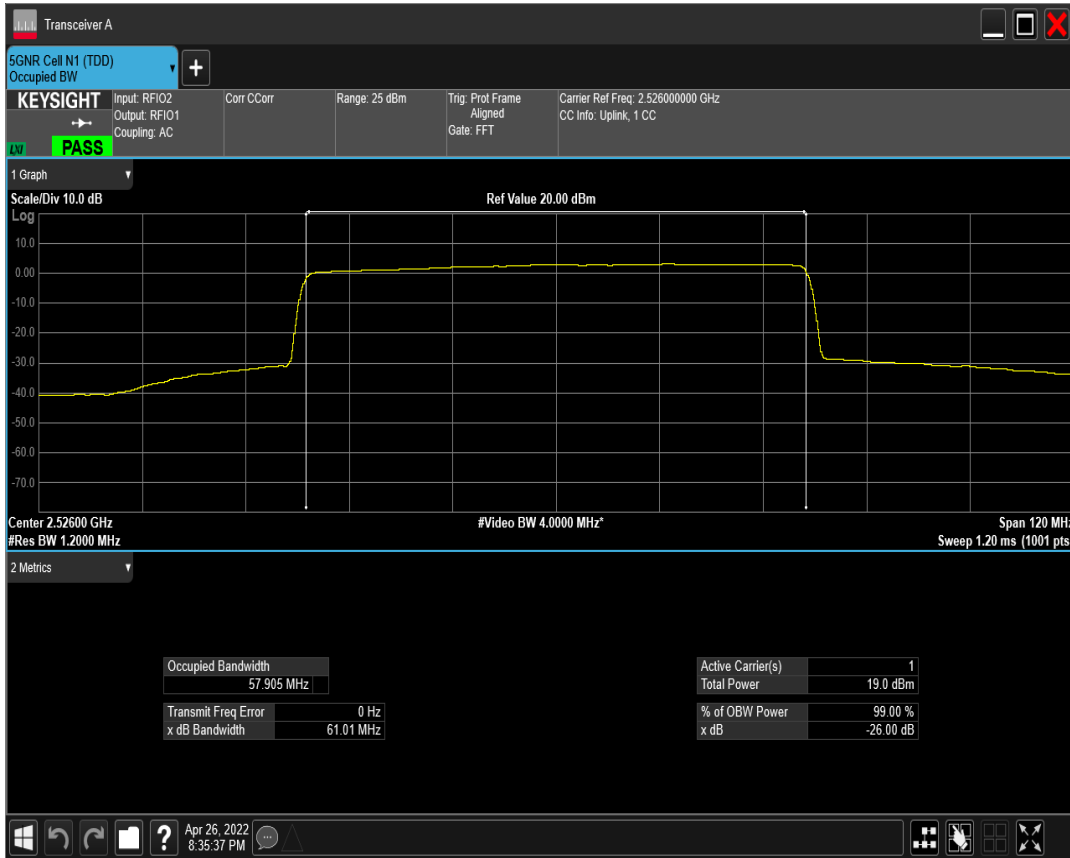 Transceiver A
5GNR Cell N1 (TDD)
Occupied BW
+
KEYSIGHT
LXI
PASS
Input: RFIO2
Output: RFIO1
Coupling: AC
Corr CCorr
Range: 25 dBm
Trig: Prot Frame
Aligned
Gate: FFT
Carrier Ref Freq: 2.526000000 GHz
CC Info: Uplink, 1 CC
1 Graph
Scale/Div 10.0 dB
Ref Value 20.00 dBm
Log
10.0
0.00
-10.0
-20.0
-30.0
-40.0
-50.0
-60.0
-70.0
Center 2.52600 GHz
#Video BW 4.0000 MHz*
Span 120 MHz
#Res BW 1.2000 MHz
Sweep 1.20 ms (1001 pts
2 Metrics
Occupied Bandwidth
57.905 MHz
Transmit Freq Error 0 Hz
x dB Bandwidth 61.01 MHz
Active Carrier(s) 1
Total Power 19.0 dBm
% of OBW Power 99.00 %
x dB -26.00 dB
?
Apr 26, 2022
8:35:37 PM